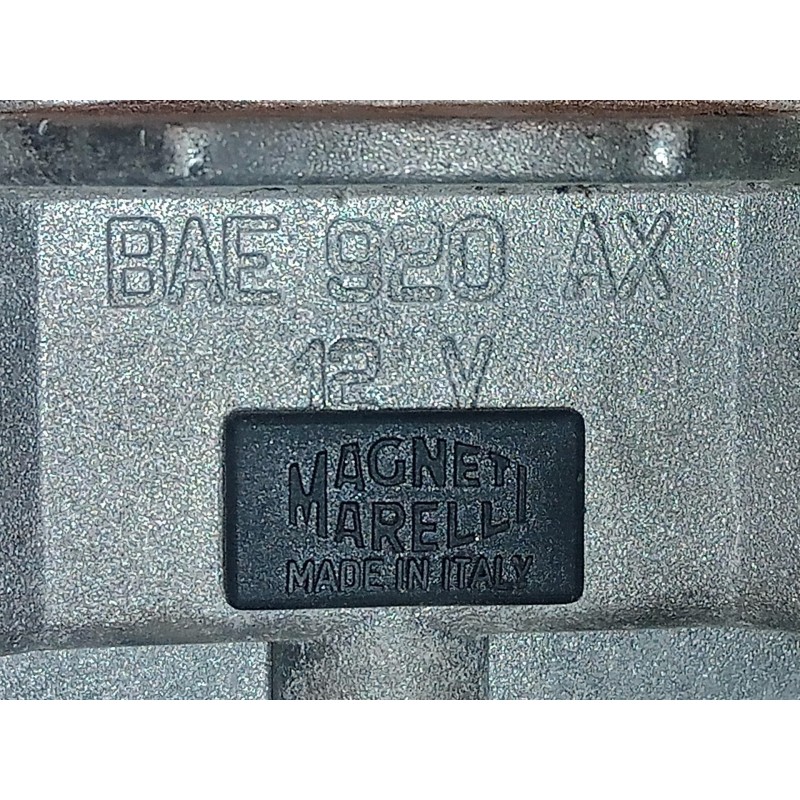 BAE 920 AX
12 V
MAGNETI
MARELLI
MADE IN ITALY